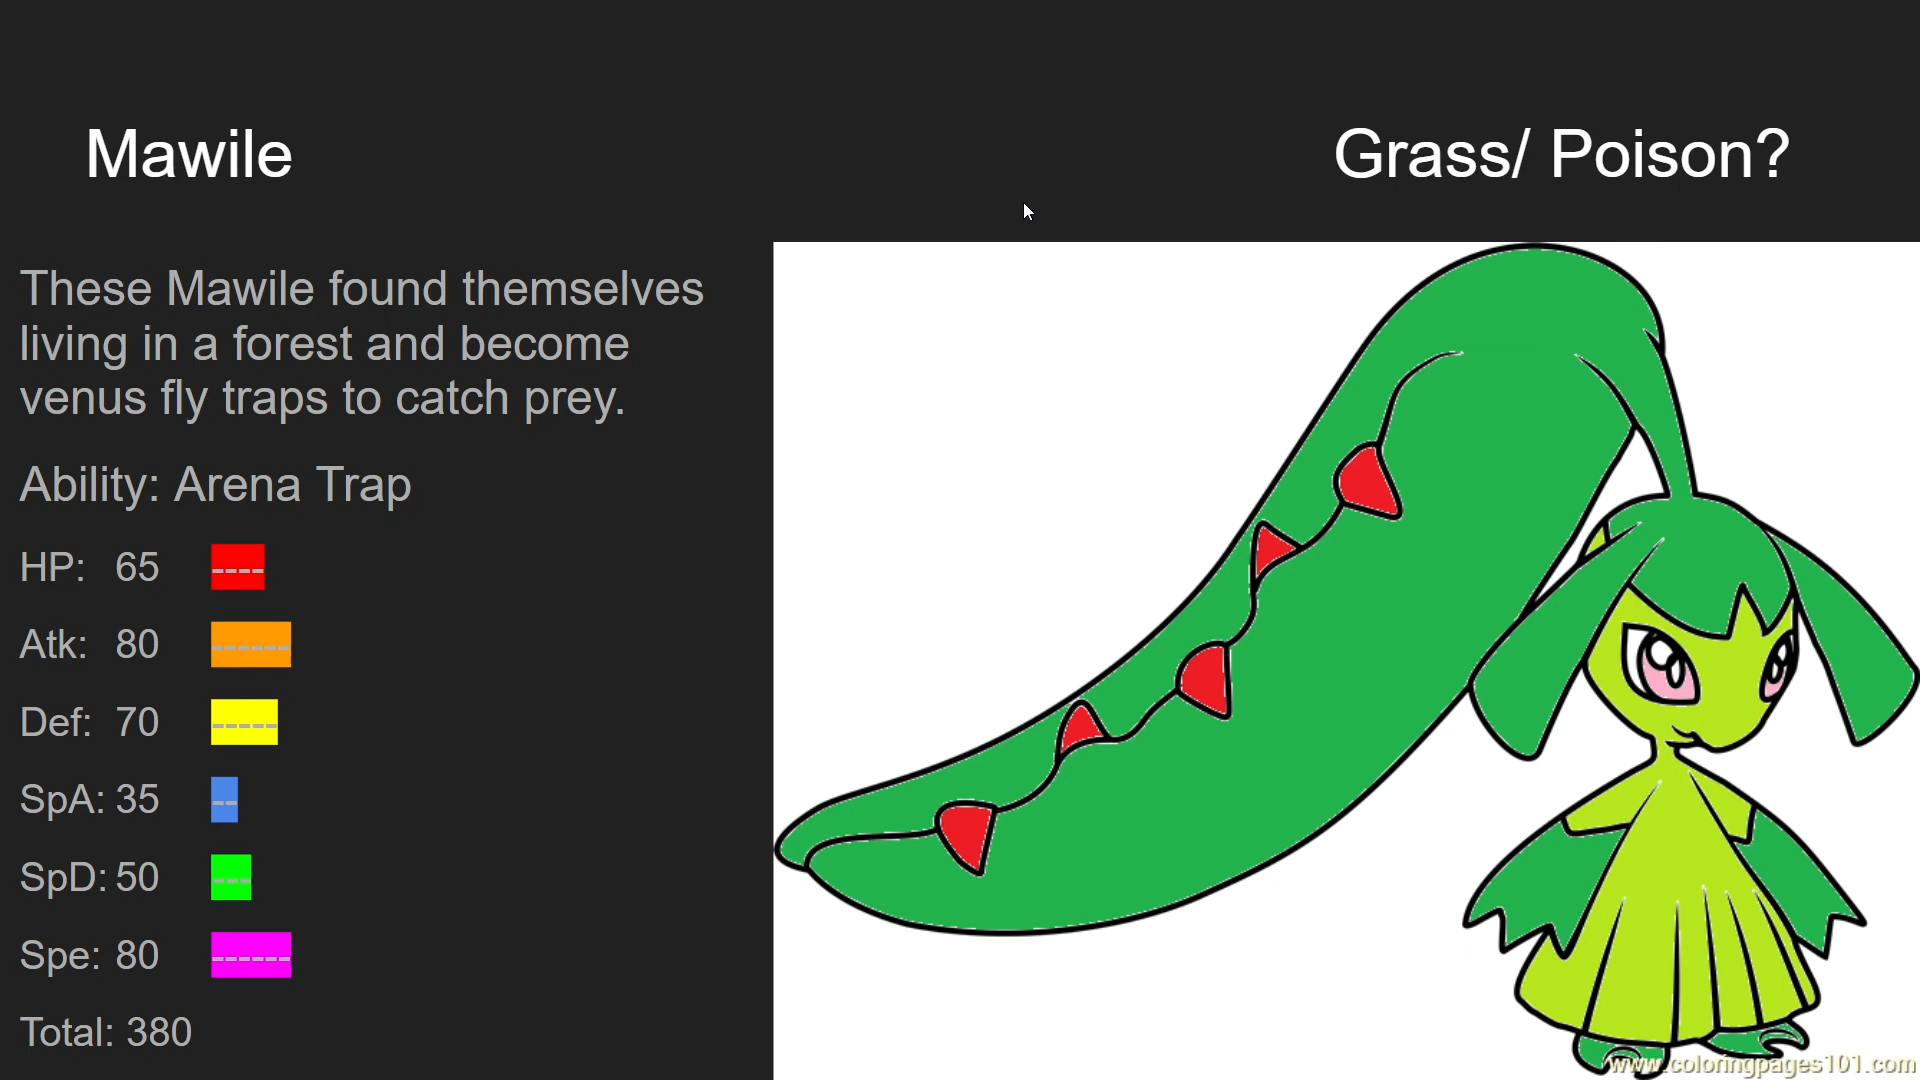 Mawile
Grass/ Poison?
These Mawile found themselves
living in a forest and become
venus fly traps to catch prey.
Ability: Arena Trap
HP: 65 ----
Atk: 80 ------
Def: 70 -----
SpA: 35 --
SpD: 50 ---
Spe: 80 ------
Total: 380
www.coloringpages101.com